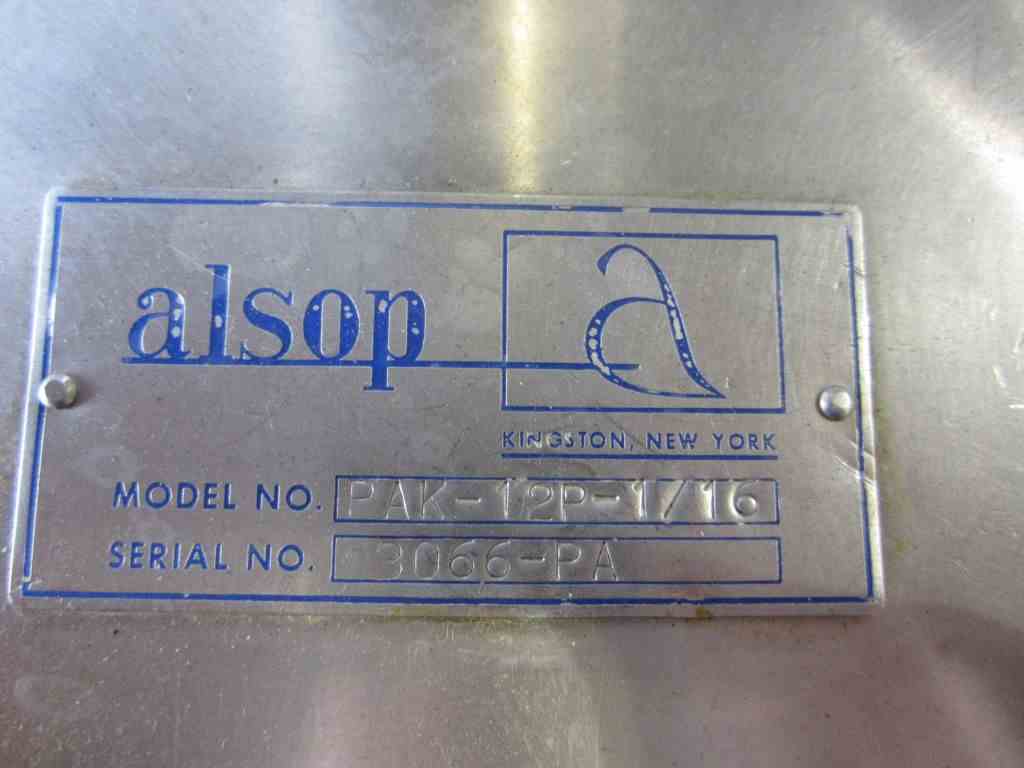 alsop a
KINGSTON, NEW YORK
MODEL NO. PAK-12P-1/16
SERIAL NO. 3066-PA